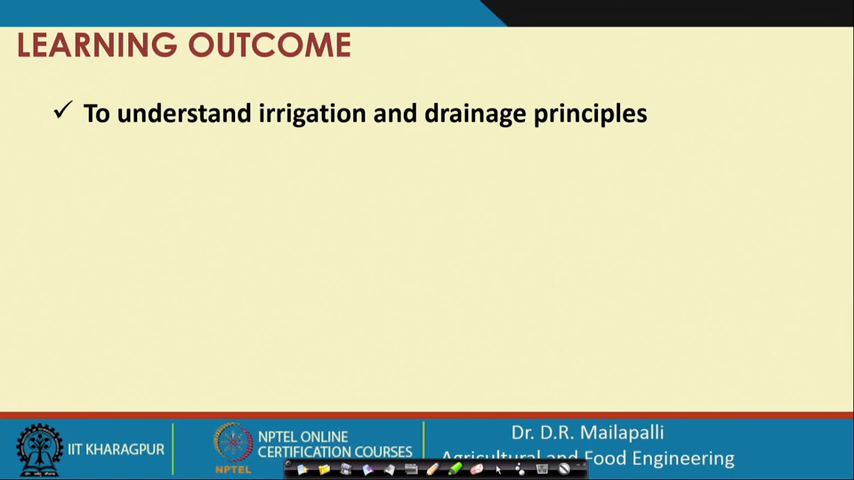 LEARNING OUTCOME
✓ To understand irrigation and drainage principles
IIT KHARAGPUR
NPTEL
NPTEL ONLINE
CERTIFICATION COURSES
Dr. D.R. Mailapalli
Agricultural and Food Engineering